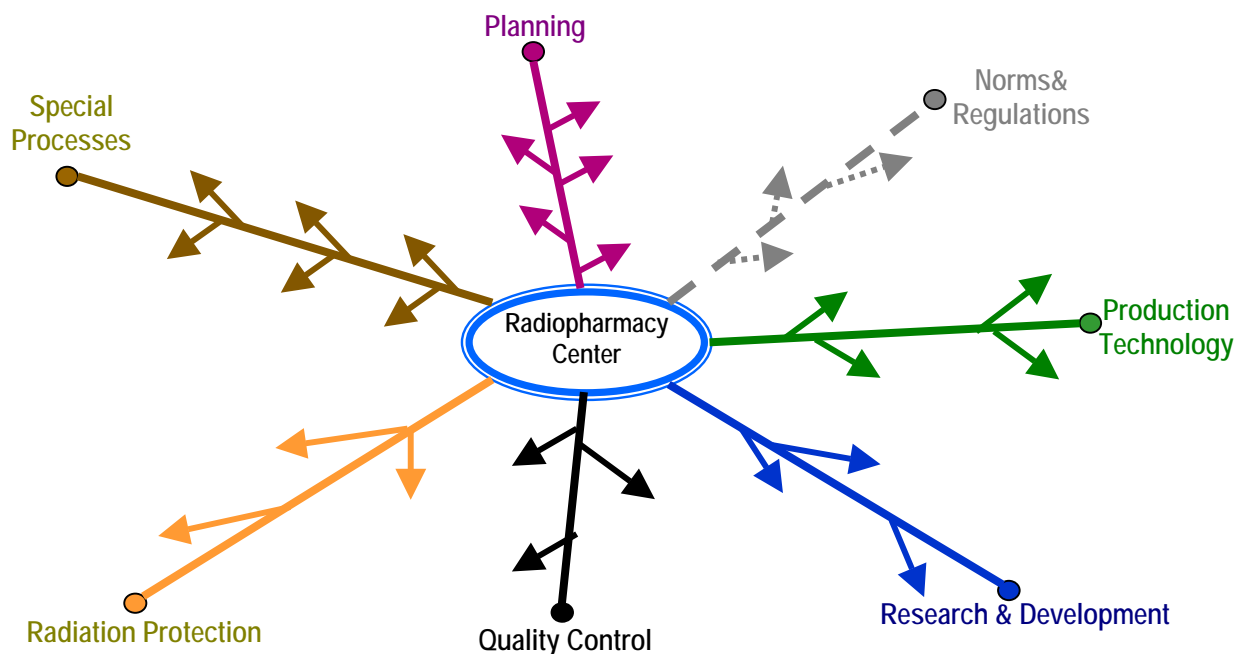 Planning
Norms&
Regulations
Special
Processes
Radiopharmacy
Center
Production
Technology
Research & Development
Radiation Protection
Quality Control